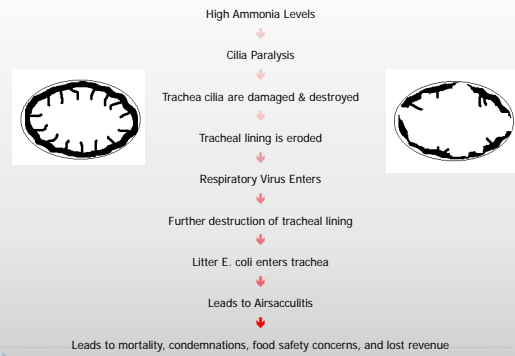 High Ammonia Levels
Cilia Paralysis
Trachea cilia are damaged & destroyed
Tracheal lining is eroded
Respiratory Virus Enters
Further destruction of tracheal lining
Litter E. coli enters trachea
Leads to Airsacculitis
Leads to mortality, condemnations, food safety concerns, and lost revenue